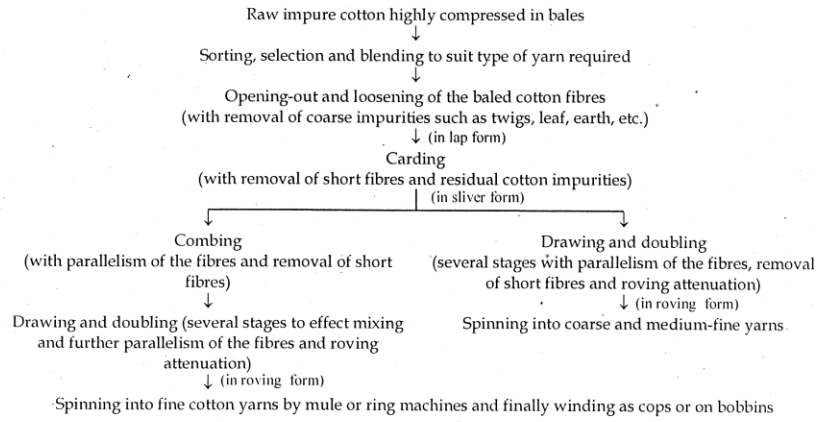 Raw impure cotton highly compressed in bales
↓
Sorting, selection and blending to suit type of yarn required
↓
Opening-out and loosening of the baled cotton fibres
(with removal of coarse impurities such as twigs, leaf, earth, etc.)
↓ (in lap form)
Carding
(with removal of short fibres and residual cotton impurities)
(in sliver form)
Combing
(with parallelism of the fibres and removal of short
fibres)
↓
Drawing and doubling (several stages to effect mixing
and further parallelism of the fibres and roving
attenuation)
↓ (in roving form)
Drawing and doubling
(several stages with parallelism of the fibres, removal
of short fibres and roving attenuation)
↓ (in roving form)
Spinning into coarse and medium-fine yarns
Spinning into fine cotton yarns by mule or ring machines and finally winding as cops or on bobbins